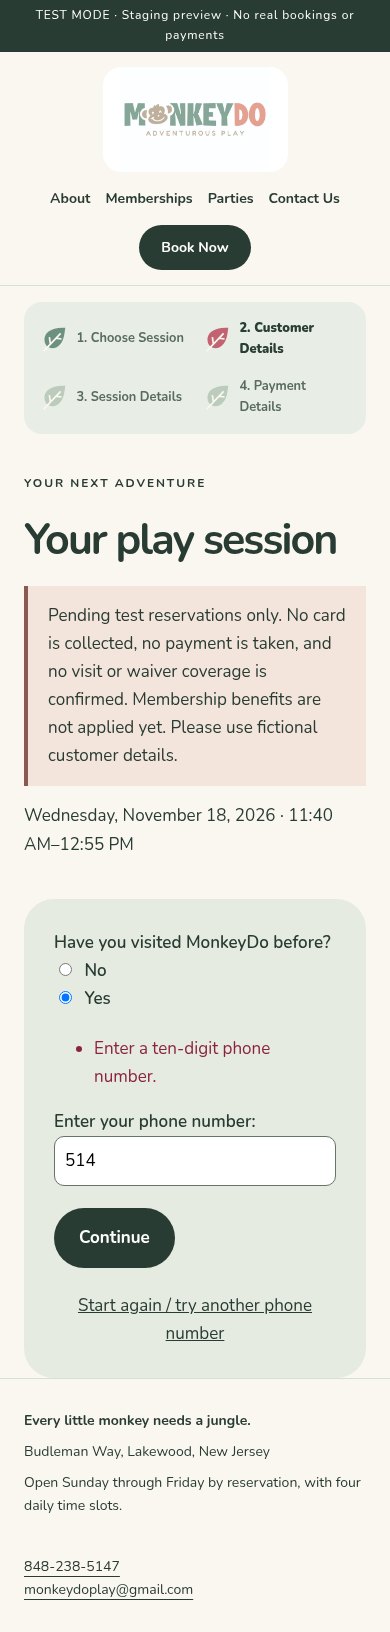 TEST MODE · Staging preview · No real bookings or
payments
MONKEYDO
ADVENTUROUS PLAY
About Memberships Parties Contact Us
Book Now
1. Choose Session
2. Customer
Details
3. Session Details
4. Payment
Details
YOUR NEXT ADVENTURE
Your play session
Pending test reservations only. No card
is collected, no payment is taken, and
no visit or waiver coverage is
confirmed. Membership benefits are
not applied yet. Please use fictional
customer details.
Wednesday, November 18, 2026 · 11:40
AM–12:55 PM
Have you visited MonkeyDo before?
No
Yes
• Enter a ten-digit phone
number.
Enter your phone number:
514
Continue
Start again / try another phone
number
Every little monkey needs a jungle.
Budleman Way, Lakewood, New Jersey
Open Sunday through Friday by reservation, with four
daily time slots.
848-238-5147
monkeydoplay@gmail.com